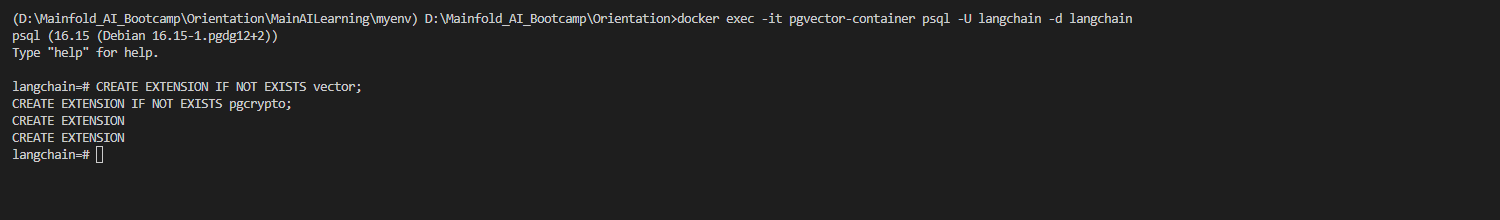 (D:\Mainfold_AI_Bootcamp\Orientation\MainAILearning\myenv) D:\Mainfold_AI_Bootcamp\Orientation>docker exec -it pgvector-container psql -U langchain -d langchain
psql (16.15 (Debian 16.15-1.pgdg12+2))
Type "help" for help.
langchain=# CREATE EXTENSION IF NOT EXISTS vector;
CREATE EXTENSION IF NOT EXISTS pgcrypto;
CREATE EXTENSION
CREATE EXTENSION
langchain=#